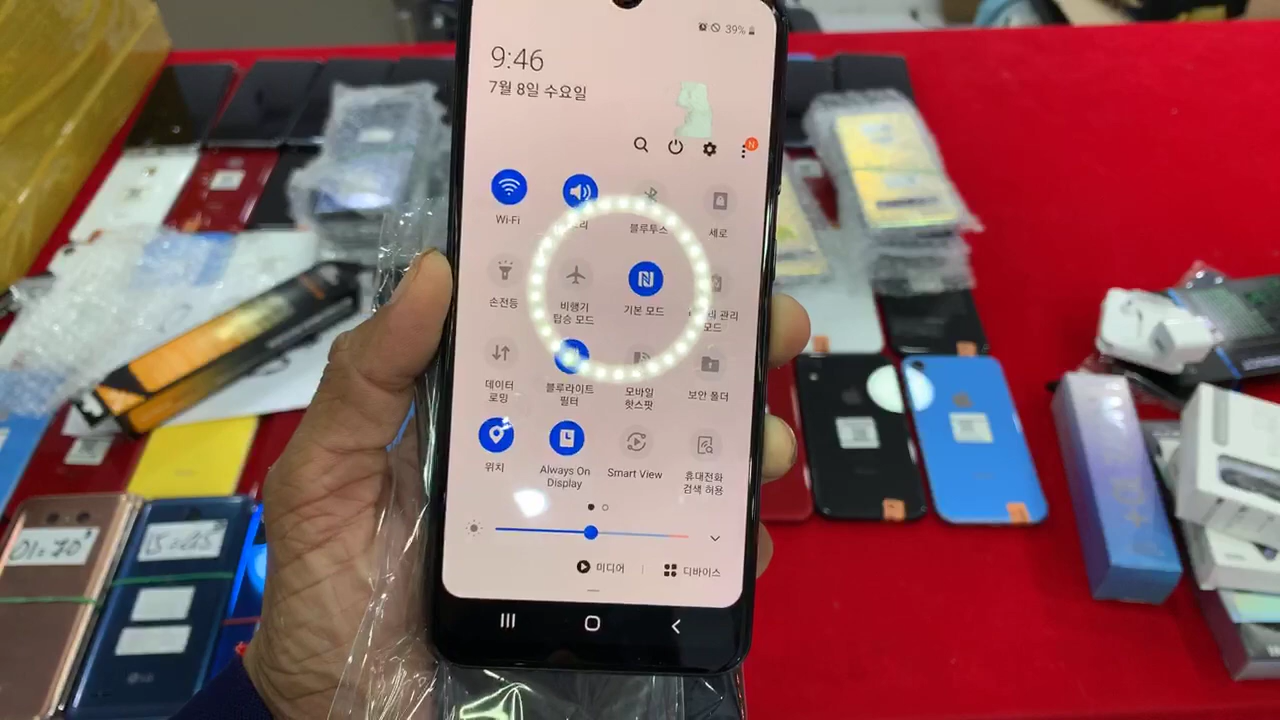 39%
9:46
7월 8일 수요일
N
Wi-Fi
블루투스
세로
손전등
비행기
탑승 모드
기본 모드
관리
모드
데이터
로밍
블루라이트
필터
모바일
핫스팟
보안 폴더
위치
Always On
Display
Smart View
휴대전화
검색 허용
미디어
디바이스
LG